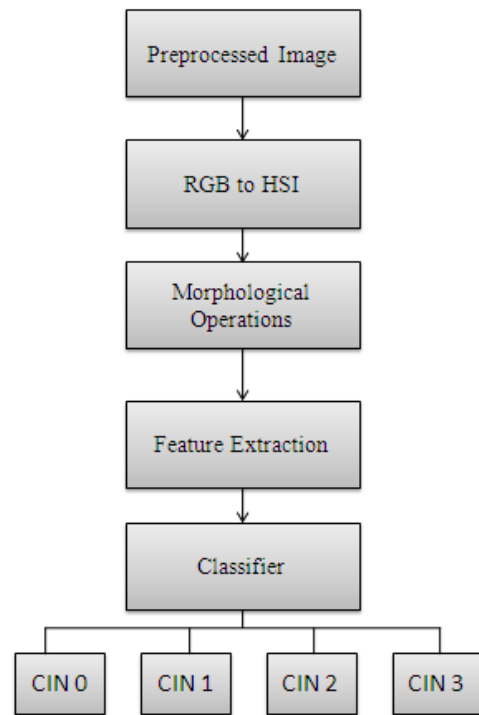 Preprocessed Image
RGB to HSI
Morphological
Operations
Feature Extraction
Classifier
CIN 0
CIN 1
CIN 2
CIN 3